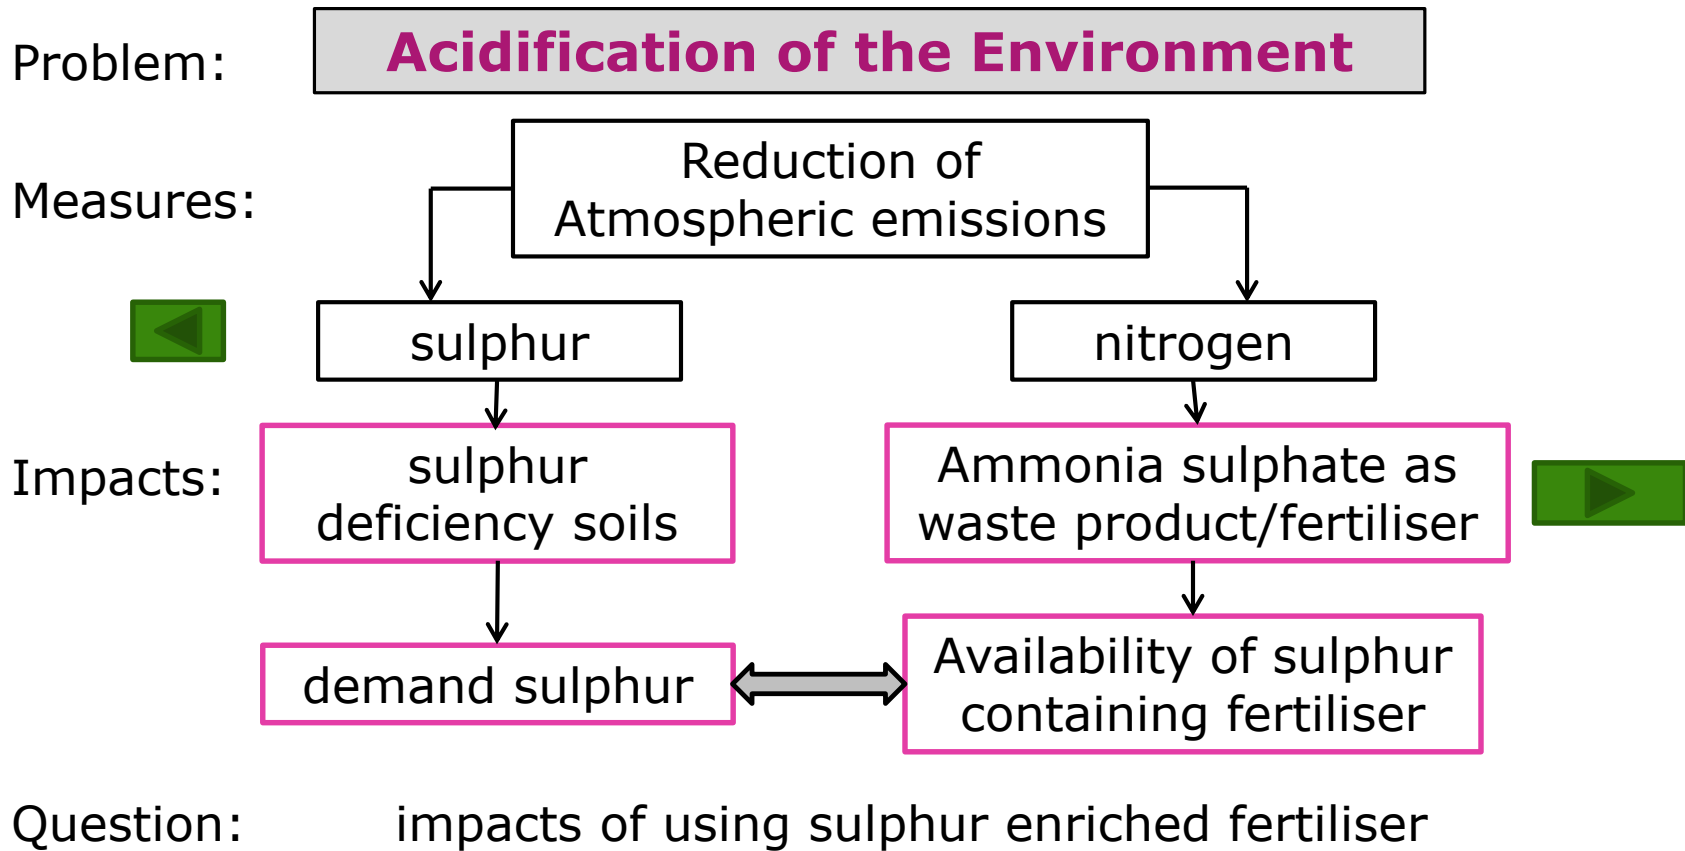 Problem:
Acidification of the Environment
Measures:
Reduction of
Atmospheric emissions
sulphur
nitrogen
Impacts:
sulphur
deficiency soils
Ammonia sulphate as
waste product/fertiliser
demand sulphur
Availability of sulphur
containing fertiliser
Question: impacts of using sulphur enriched fertiliser